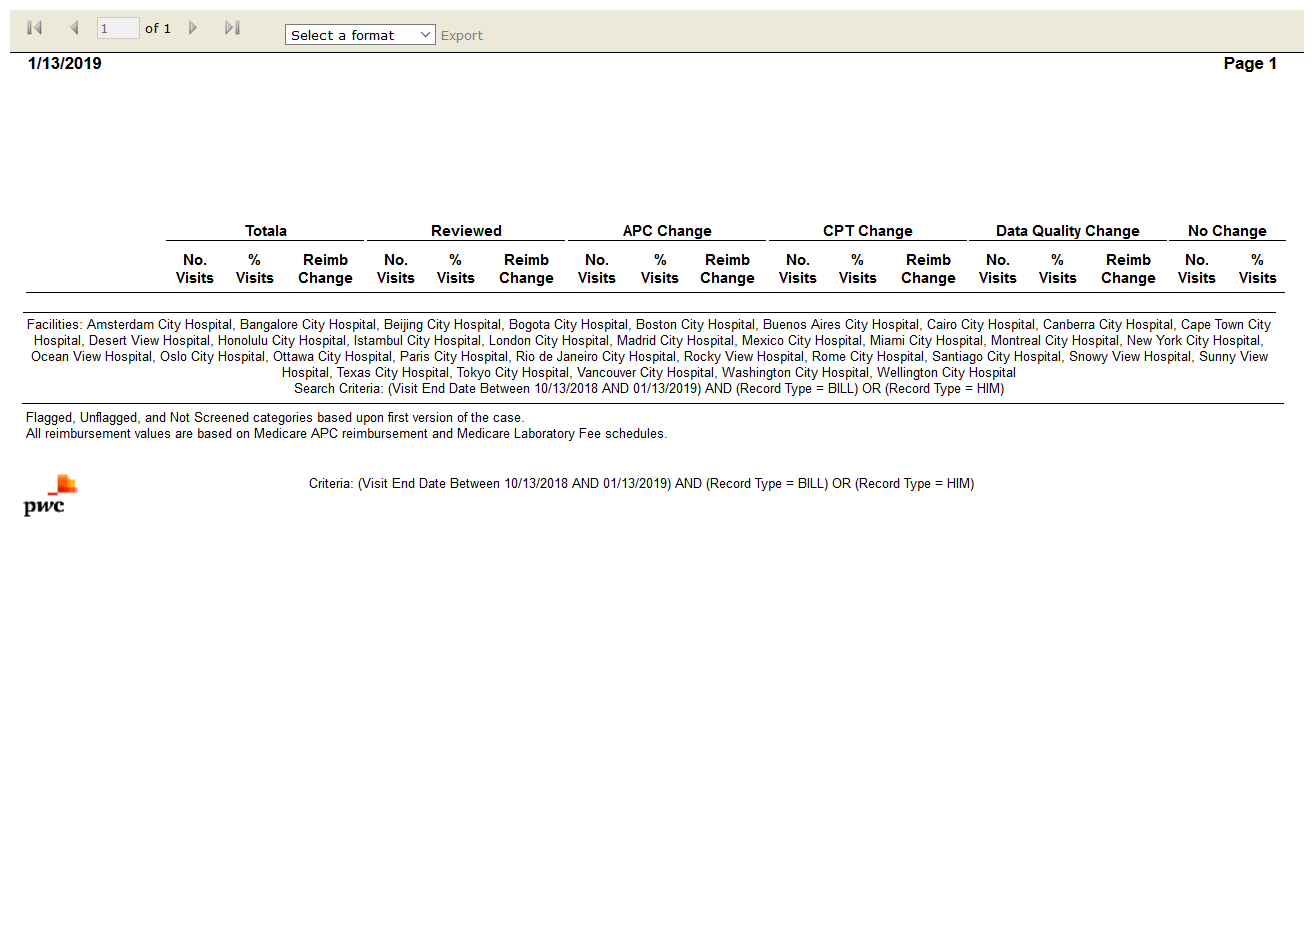 1 of 1 Select a format Export
1/13/2019 Page 1
Totala Reviewed APC Change CPT Change Data Quality Change No Change
No. % Reimb No. % Reimb No. % Reimb No. % Reimb No. % Reimb No. %
Visits Visits Change Visits Visits Change Visits Visits Change Visits Visits Change Visits Visits Change Visits Visits
Facilities: Amsterdam City Hospital, Bangalore City Hospital, Beijing City Hospital, Bogota City Hospital, Boston City Hospital, Buenos Aires City Hospital, Cairo City Hospital, Canberra City Hospital, Cape Town City
Hospital, Desert View Hospital, Honolulu City Hospital, Istambul City Hospital, London City Hospital, Madrid City Hospital, Mexico City Hospital, Miami City Hospital, Montreal City Hospital, New York City Hospital,
Ocean View Hospital, Oslo City Hospital, Ottawa City Hospital, Paris City Hospital, Rio de Janeiro City Hospital, Rocky View Hospital, Rome City Hospital, Santiago City Hospital, Snowy View Hospital, Sunny View
Hospital, Texas City Hospital, Tokyo City Hospital, Vancouver City Hospital, Washington City Hospital, Wellington City Hospital
Search Criteria: (Visit End Date Between 10/13/2018 AND 01/13/2019) AND (Record Type = BILL) OR (Record Type = HIM)
Flagged, Unflagged, and Not Screened categories based upon first version of the case.
All reimbursement values are based on Medicare APC reimbursement and Medicare Laboratory Fee schedules.
Criteria: (Visit End Date Between 10/13/2018 AND 01/13/2019) AND (Record Type = BILL) OR (Record Type = HIM)
pwc